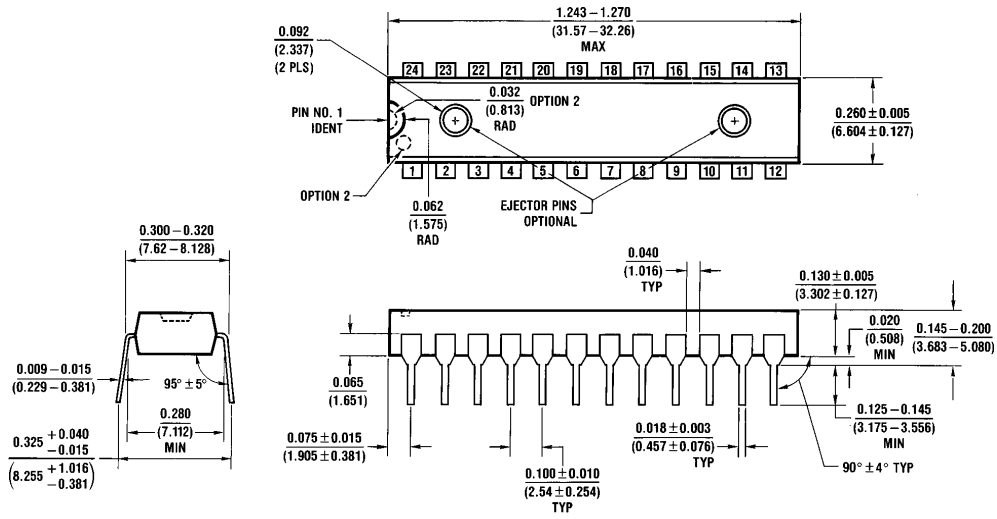 1.243 – 1.270
(31.57 – 32.26)
MAX
0.092
(2.337)
(2 PLS)
24 23 22 21 20 19 18 17 16 15 14 13
0.032
(0.813)
RAD
OPTION 2
PIN NO. 1
IDENT
0.260 ± 0.005
(6.604 ± 0.127)
1 2 3 4 5 6 7 8 9 10 11 12
OPTION 2
0.062
(1.575)
RAD
EJECTOR PINS
OPTIONAL
0.300 – 0.320
(7.62 – 8.128)
0.040
(1.016)
TYP
0.130 ± 0.005
(3.302 ± 0.127)
0.020
(0.508)
MIN
0.145 – 0.200
(3.683 – 5.080)
0.009 – 0.015
(0.229 – 0.381)
95° ± 5°
0.065
(1.651)
0.280
(7.112)
MIN
0.125 – 0.145
(3.175 – 3.556)
MIN
0.325 +0.040
–0.015
(8.255 +1.016
–0.381)
0.075 ± 0.015
(1.905 ± 0.381)
0.018 ± 0.003
(0.457 ± 0.076)
TYP
0.100 ± 0.010
(2.54 ± 0.254)
TYP
90° ± 4° TYP